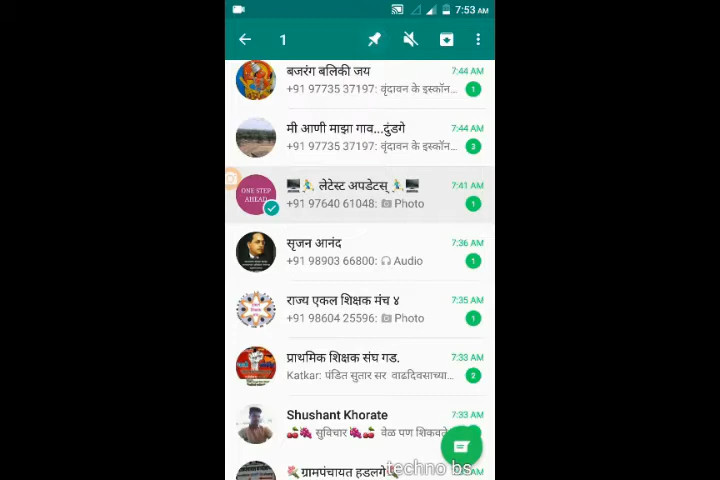 7:53 AM
1
बजरंग बलिकी जय 7:44 AM
+91 97735 37197: वृंदावन के इस्कॉन... 1
मी आणी माझा गाव...दुंडगे 7:44 AM
+91 97735 37197: वृंदावन के इस्कॉन... 3
ONE STEP
AHEAD
🖥️🏃‍♂️ लेटेस्ट अपडेटस् 🏃‍♂️🖥️ 7:41 AM
+91 97640 61048: 📷 Photo 1
सृजन आनंद 7:36 AM
+91 98903 66800: 🎧 Audio 1
राज्य एकल शिक्षक मंच ४ 7:35 AM
+91 98604 25596: 📷 Photo 1
प्राथमिक शिक्षक संघ गड. 7:33 AM
Katkar: पंडित सुतार सर वाढदिवसाच्या... 2
Shushant Khorate 7:33 AM
🍒🍇 सुविचार 🍇🍒 वेळ पण शिकवते
🌹ग्रामपंचायत हडलगे🌹 AM
techno bs